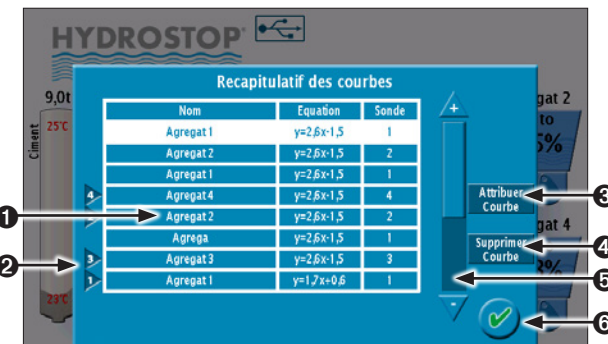 HYDROSTOP
Recapitulatif des courbes
9,0t
gat 2
Nom Equation Sonde
+
to
25°C
Agregat 1 y=2,6x-1,5 1
5%
Ciment
Agregat 2 y=2,6x-1,5 2
Agregat 1 y=2,6x-1,5 1
4 Agregat 4 y=2,6x-1,5 4
Attribuer
Courbe
3
1
Agregat 2 y=2,6x-1,5 2
gat 4
Agrega y=2,6x-1,5 1
Supprimer
Courbe
4
2
3 Agregat 3 y=2,6x-1,5 3
3%
1 Agregat 1 y=1,7x+0,6 1
5
23°C
-
6